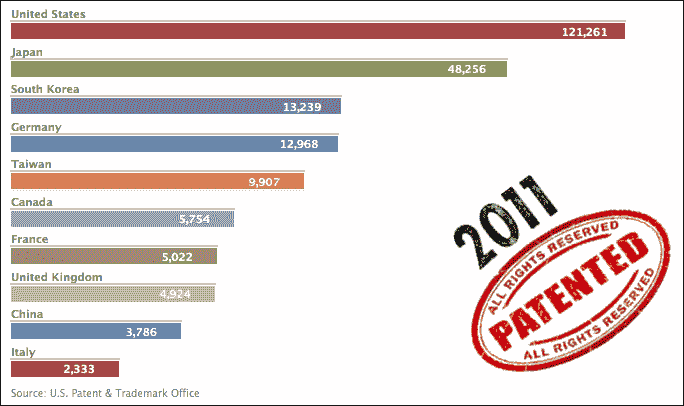 United States
121,261
Japan
48,256
South Korea
13,239
Germany
12,968
Taiwan
9,907
Canada
5,754
France
5,022
United Kingdom
4,924
China
3,786
Italy
2,333
Source: U.S. Patent & Trademark Office
2011
ALL RIGHTS RESERVED
PATENTED
ALL RIGHTS RESERVED